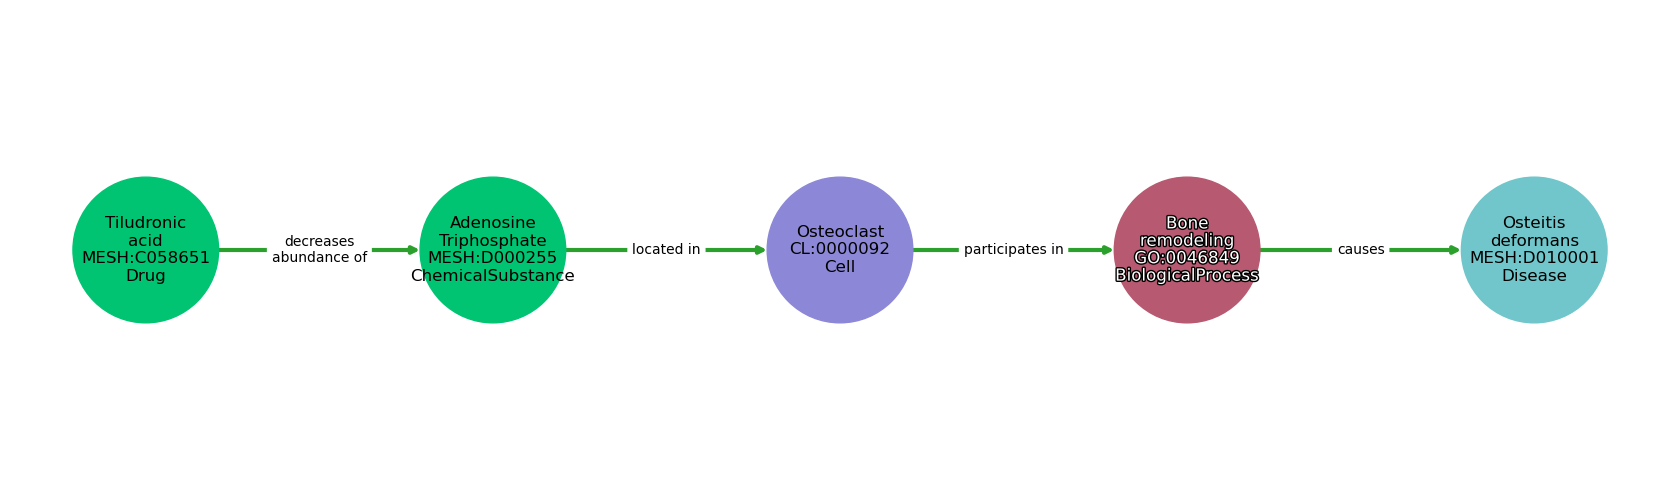 Tiludronic
acid
MESH:C058651
Drug
decreases
abundance of
Adenosine
Triphosphate
MESH:D000255
ChemicalSubstance
located in
Osteoclast
CL:0000092
Cell
participates in
Bone
remodeling
GO:0046849
BiologicalProcess
causes
Osteitis
deformans
MESH:D010001
Disease